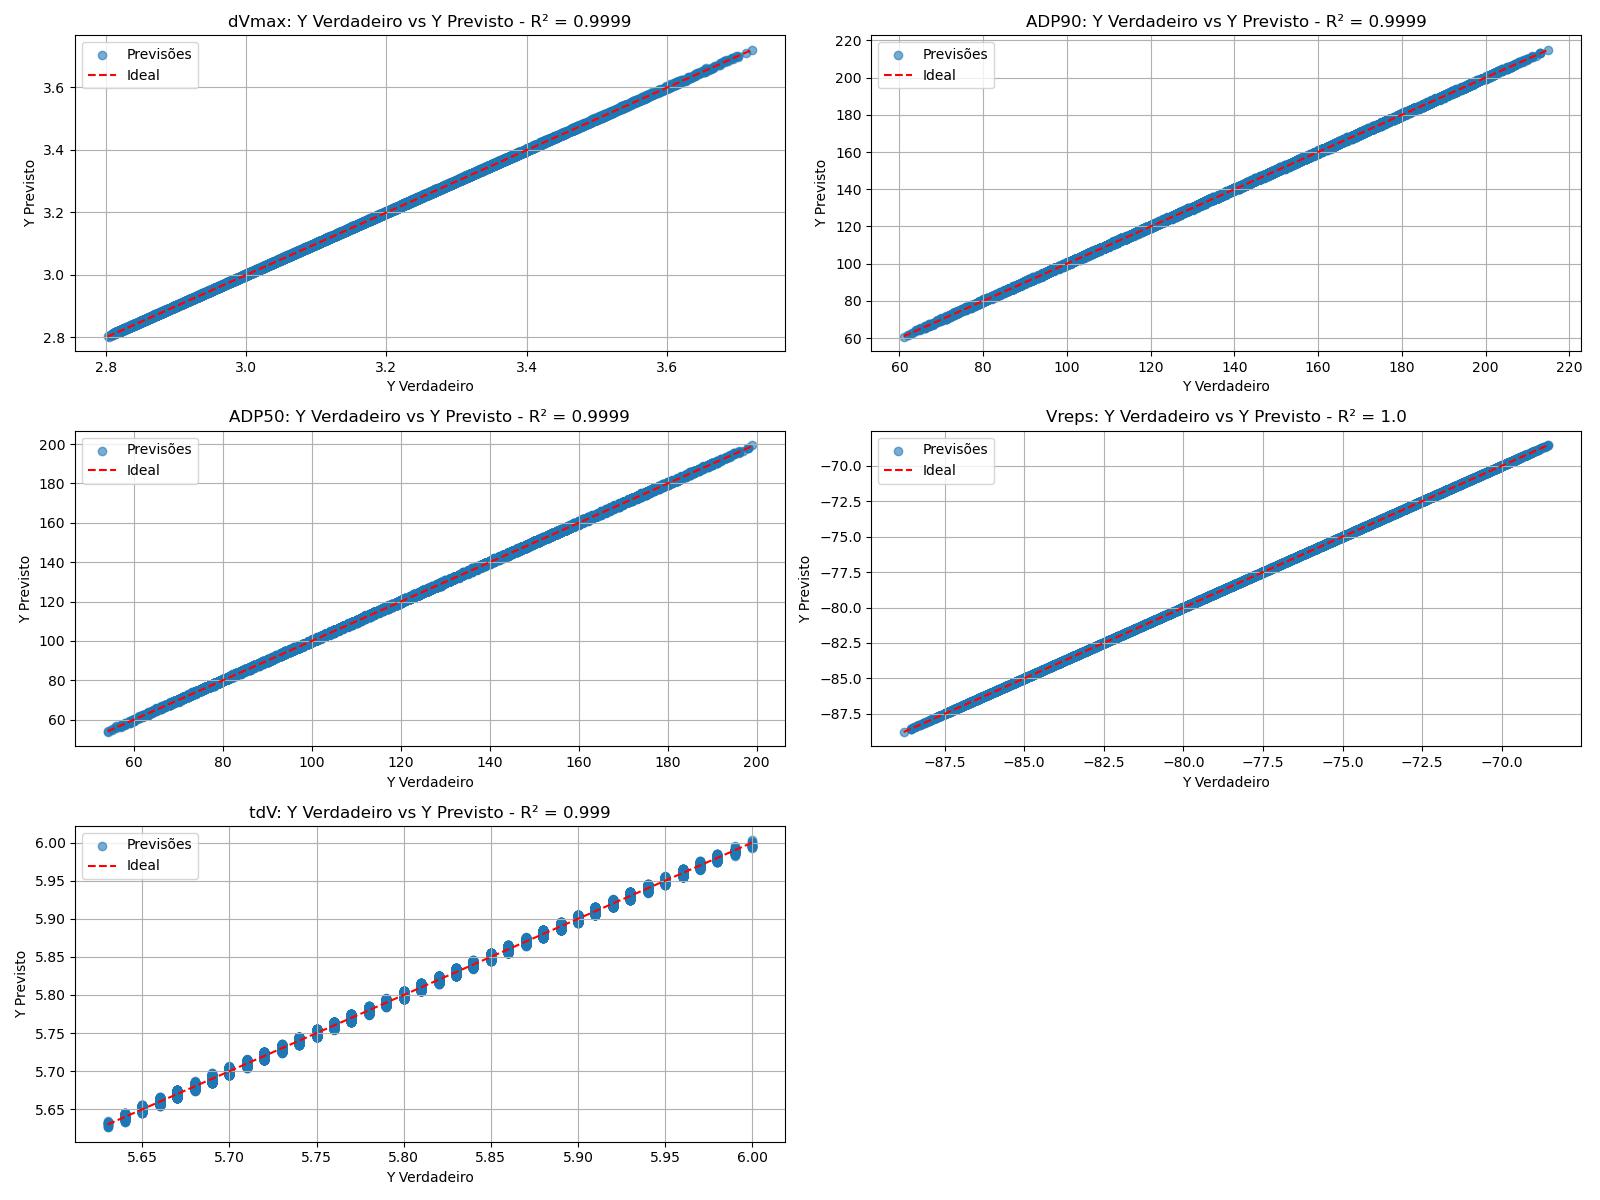 dVmax: Y Verdadeiro vs Y Previsto - R² = 0.9999
Previsões
Ideal
3.6
3.4
3.2
3.0
2.8
Y Previsto
2.8 3.0 3.2 3.4 3.6
Y Verdadeiro
ADP90: Y Verdadeiro vs Y Previsto - R² = 0.9999
Previsões
Ideal
220
200
180
160
140
120
100
80
60
Y Previsto
60 80 100 120 140 160 180 200 220
Y Verdadeiro
ADP50: Y Verdadeiro vs Y Previsto - R² = 0.9999
Previsões
Ideal
200
180
160
140
120
100
80
60
Y Previsto
60 80 100 120 140 160 180 200
Y Verdadeiro
Vreps: Y Verdadeiro vs Y Previsto - R² = 1.0
Previsões
Ideal
−70.0
−72.5
−75.0
−77.5
−80.0
−82.5
−85.0
−87.5
Y Previsto
−87.5 −85.0 −82.5 −80.0 −77.5 −75.0 −72.5 −70.0
Y Verdadeiro
tdV: Y Verdadeiro vs Y Previsto - R² = 0.999
Previsões
Ideal
6.00
5.95
5.90
5.85
5.80
5.75
5.70
5.65
Y Previsto
5.65 5.70 5.75 5.80 5.85 5.90 5.95 6.00
Y Verdadeiro